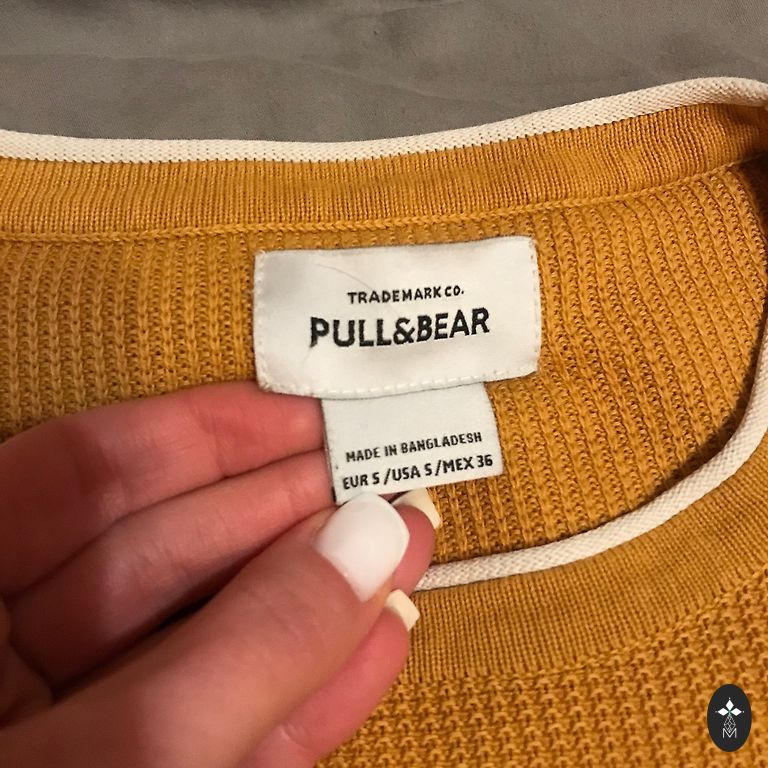 TRADEMARK CO.
PULL&BEAR
MADE IN BANGLADESH
EUR S / USA S / MEX 36
M